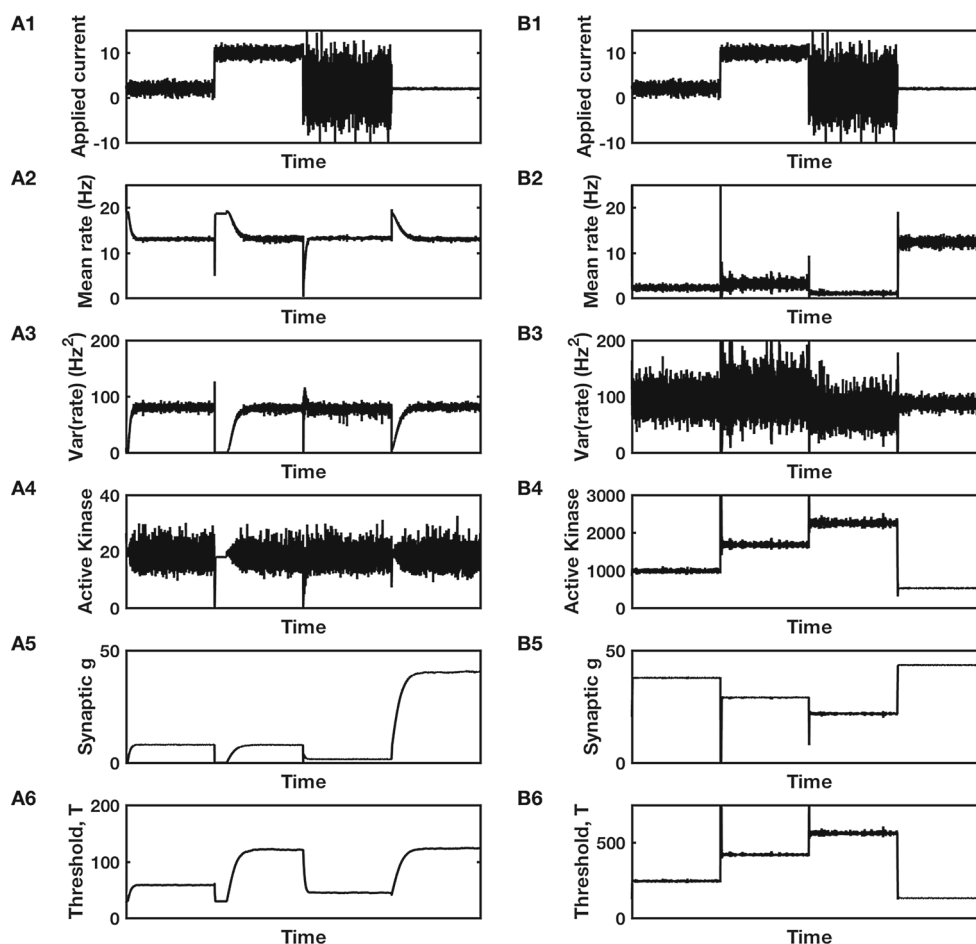 A1
Applied current
10
0
-10
Time
B1
Applied current
10
0
-10
Time
A2
Mean rate (Hz)
20
10
0
Time
B2
Mean rate (Hz)
20
10
0
Time
A3
Var(rate) (Hz²)
200
100
0
Time
B3
Var(rate) (Hz²)
200
100
0
Time
A4
Active Kinase
40
20
0
Time
B4
Active Kinase
3000
2000
1000
0
Time
A5
Synaptic g
50
0
Time
B5
Synaptic g
50
0
Time
A6
Threshold, T
200
100
0
Time
B6
Threshold, T
500
0
Time